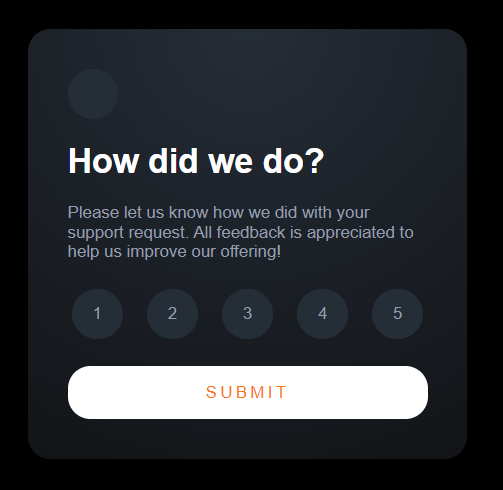 How did we do?
Please let us know how we did with your
support request. All feedback is appreciated to
help us improve our offering!
1 2 3 4 5
SUBMIT